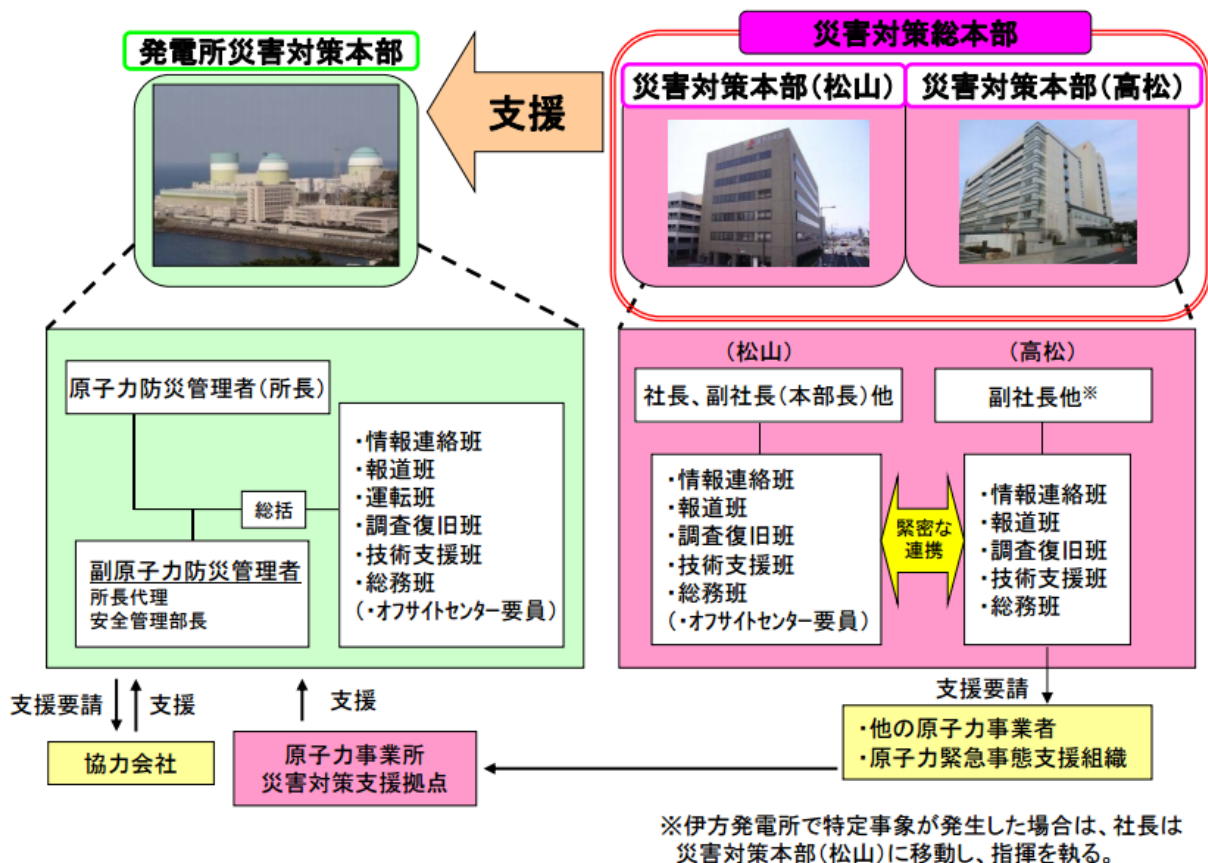 災害対策総本部
発電所災害対策本部
支援
災害対策本部(松山)
災害対策本部(高松)
原子力防災管理者(所長)
総括
副原子力防災管理者
所長代理
安全管理部長
・情報連絡班
・報道班
・運転班
・調査復旧班
・技術支援班
・総務班
(・オフサイトセンター要員)
(松山)
社長、副社長(本部長)他
・情報連絡班
・報道班
・調査復旧班
・技術支援班
・総務班
(・オフサイトセンター要員)
緊密な
連携
(高松)
副社長他※
・情報連絡班
・報道班
・調査復旧班
・技術支援班
・総務班
支援要請
支援
協力会社
支援
原子力事業所
災害対策支援拠点
支援要請
・他の原子力事業者
・原子力緊急事態支援組織
※伊方発電所で特定事象が発生した場合は、社長は
災害対策本部(松山)に移動し、指揮を執る。